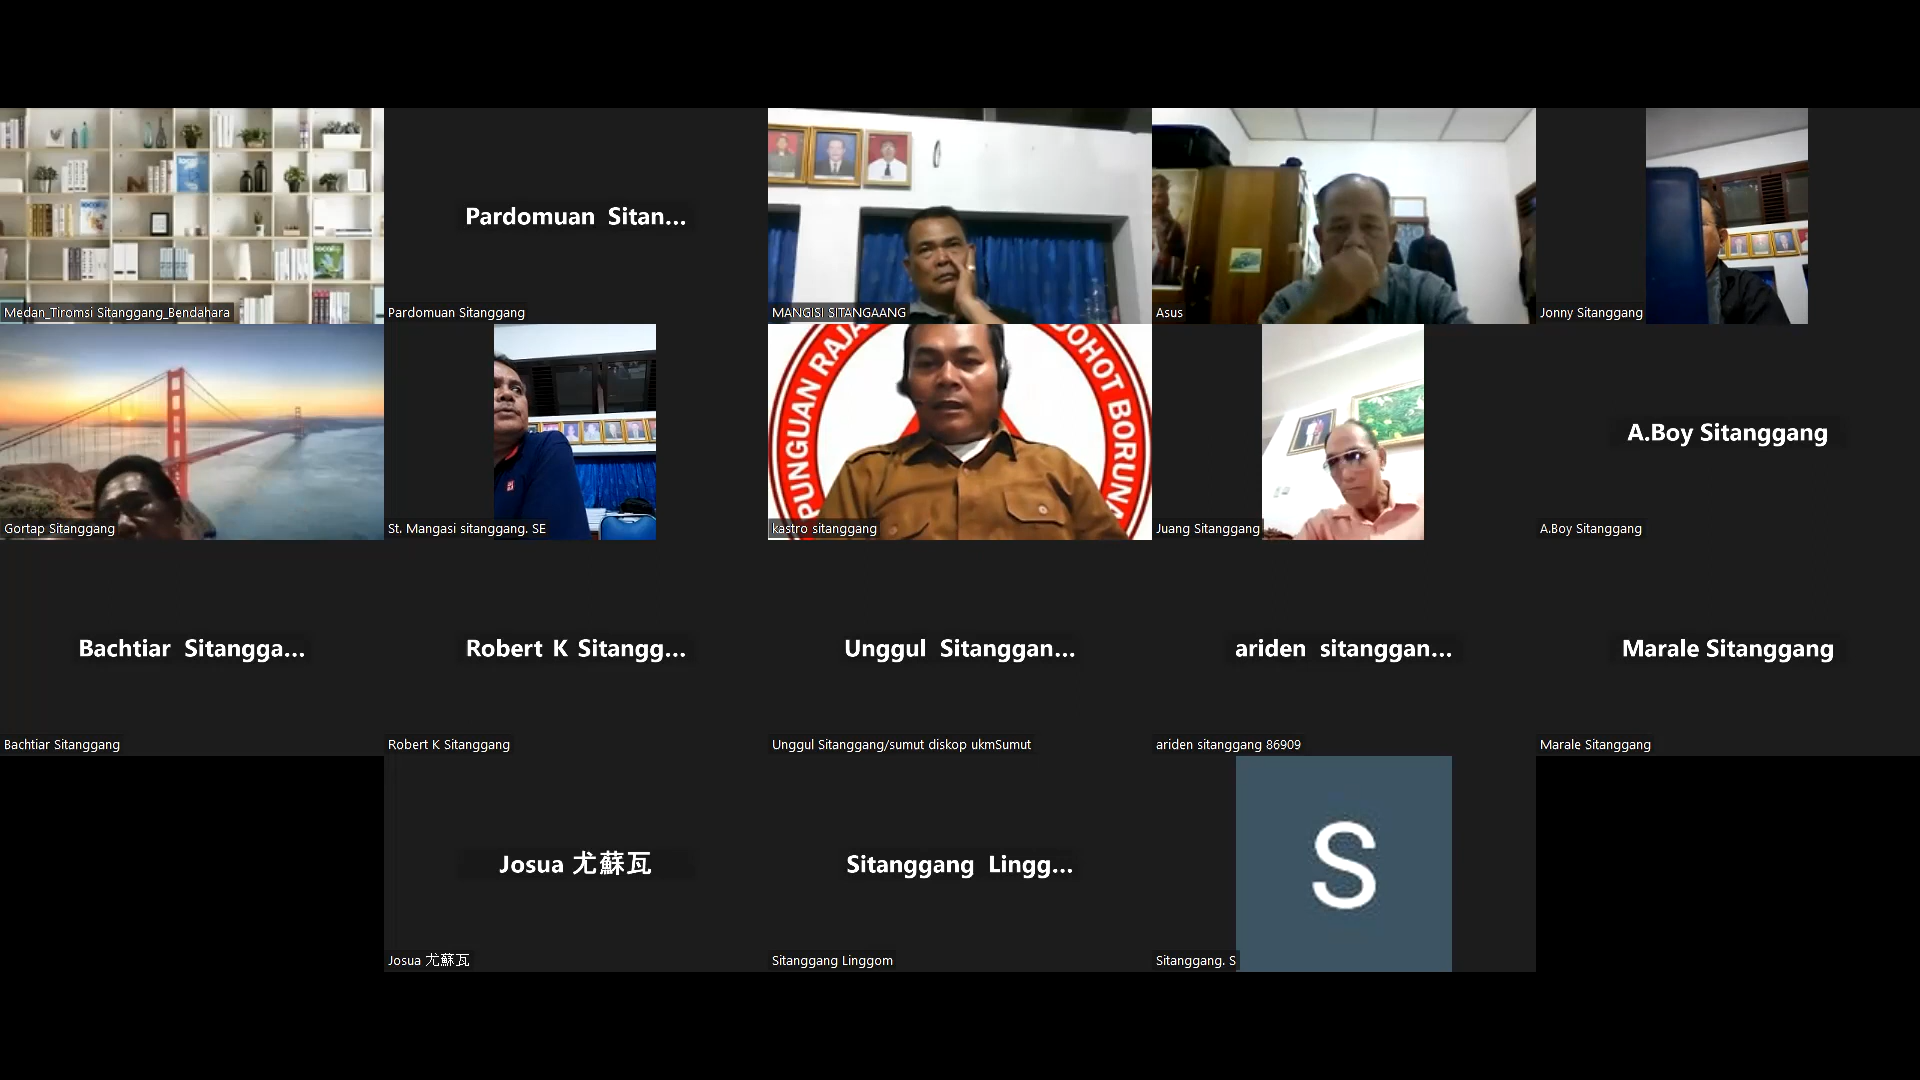 Medan_Tiromsi Sitanggang_Bendahara
Pardomuan Sitan...
Pardomuan Sitanggang
MANGISI SITANGAANG
Asus
Jonny Sitanggang
Gortap Sitanggang
St. Mangasi sitanggang. SE
PUNGUAN RAJA
DOHOT BORUNA
kastro sitanggang
Juang Sitanggang
A.Boy Sitanggang
A.Boy Sitanggang
Bachtiar Sitangga...
Bachtiar Sitanggang
Robert K Sitangg...
Robert K Sitanggang
Unggul Sitanggan...
Unggul Sitanggang/sumut diskop ukmSumut
ariden sitanggan...
ariden sitanggang 86909
Marale Sitanggang
Marale Sitanggang
Josua 尤蘇瓦
Josua 尤蘇瓦
Sitanggang Lingg...
Sitanggang Linggom
S
Sitanggang. S